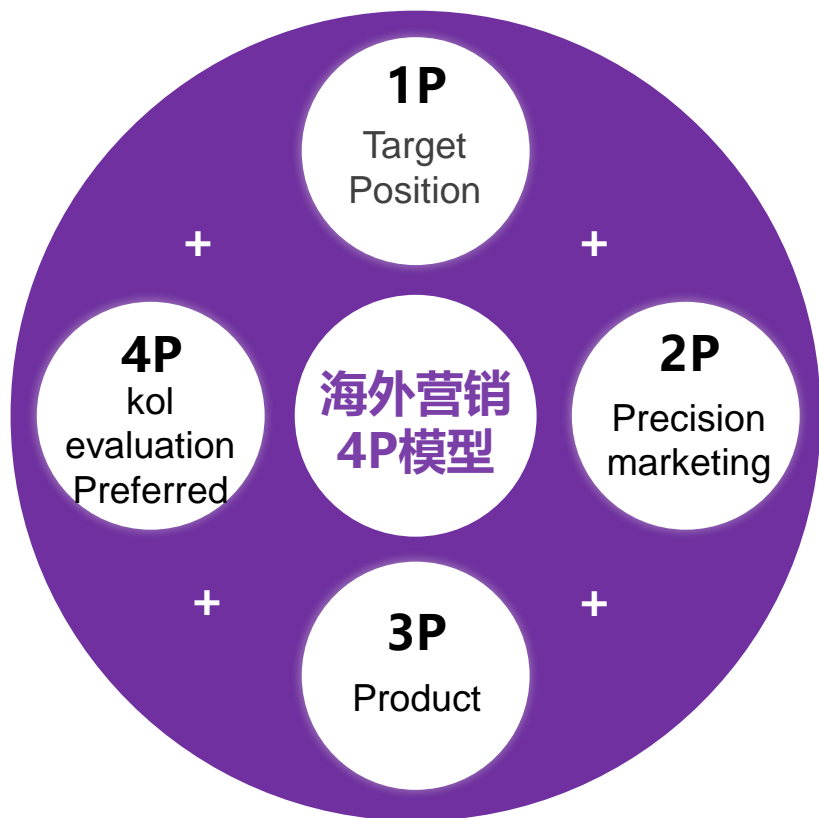 1P
Target
Position
+
+
4P
kol
evaluation
Preferred
海外营销
4P模型
2P
Precision
marketing
+
+
3P
Product